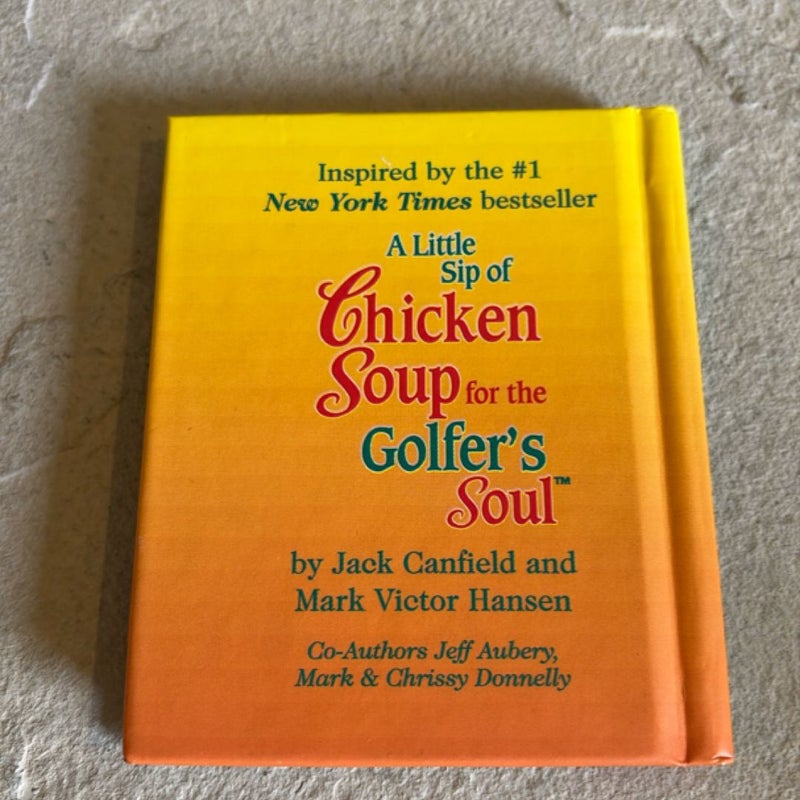 Inspired by the #1
New York Times bestseller
A Little
Sip of
Chicken
Soup for the
Golfer's
Soul™
by Jack Canfield and
Mark Victor Hansen
Co-Authors Jeff Aubery,
Mark & Chrissy Donnelly